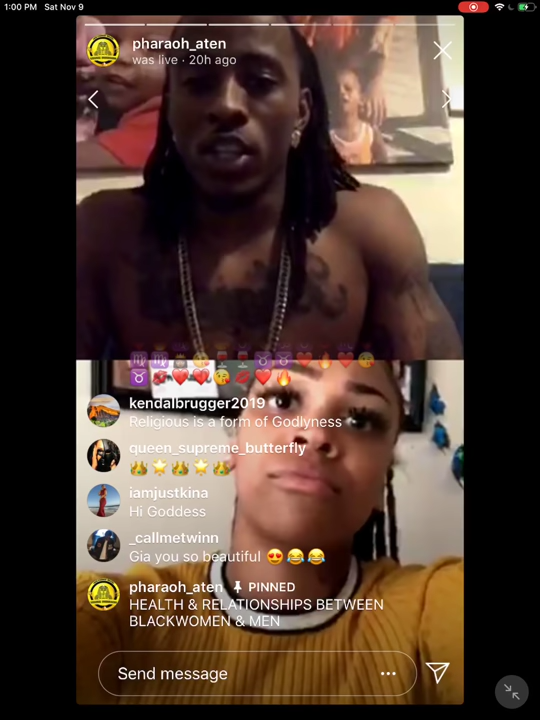 1:00 PM Sat Nov 9
pharaoh_aten
was live · 20h ago
kendalbrugger2019
Religious is a form of Godlyness
queen_supreme_butterfly
iamjustkina
Hi Goddess
_callmetwinn
Gia you so beautiful 😍😂😂
pharaoh_aten PINNED
HEALTH & RELATIONSHIPS BETWEEN
BLACKWOMEN & MEN
Send message